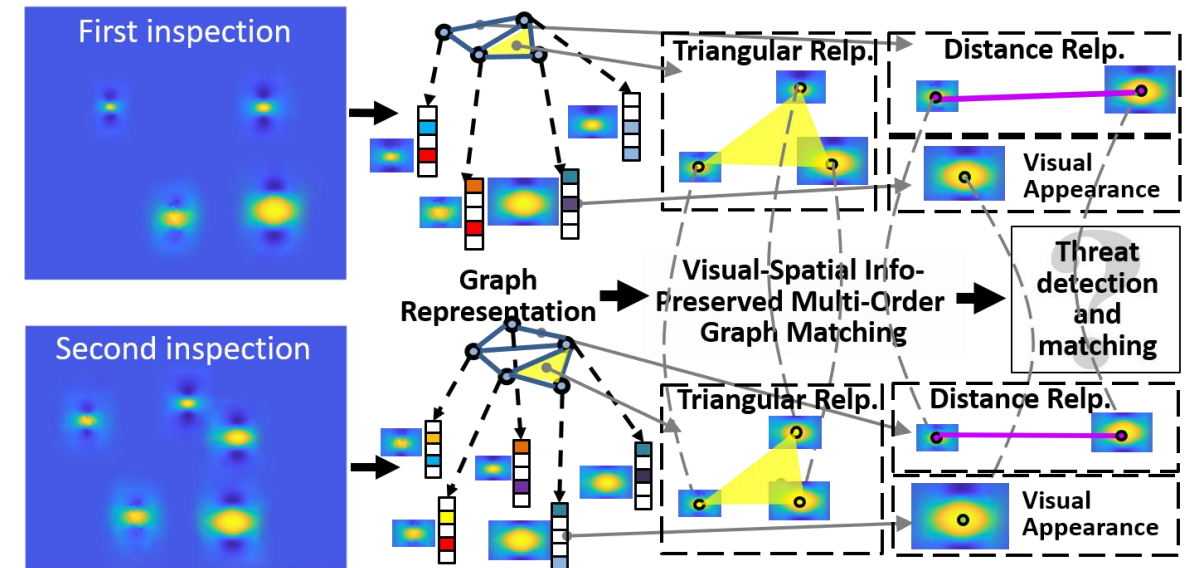 First inspection
Triangular Relp.
Distance Relp.
Visual
Appearance
Graph
Representation
Visual-Spatial Info-
Preserved Multi-Order
Graph Matching
?
Threat
detection
and
matching
Second inspection
Triangular Relp.
Distance Relp.
Visual
Appearance